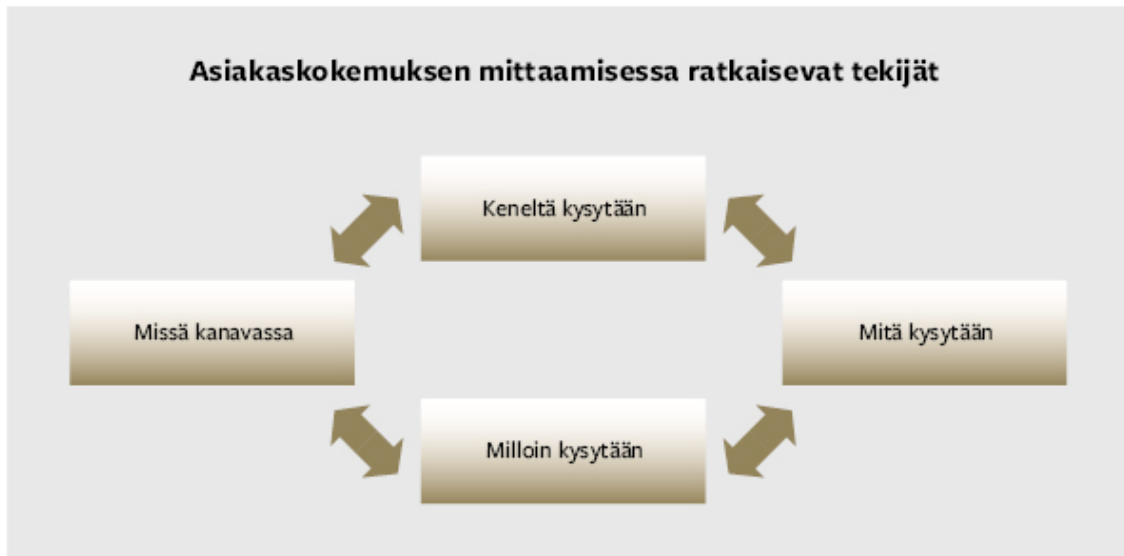 Asiakaskokemuksen mittaamisessa ratkaisevat tekijät
Keneltä kysytään
Missä kanavassa
Mitä kysytään
Milloin kysytään